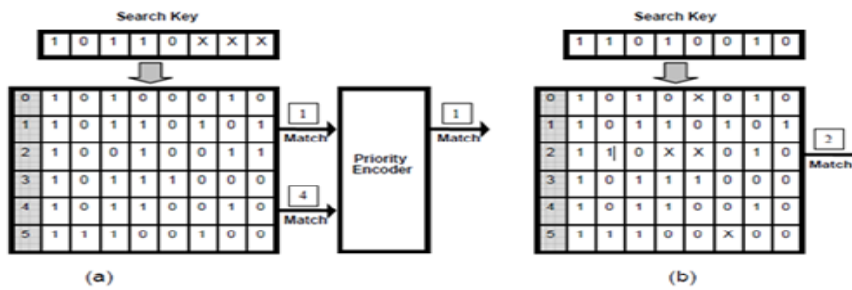 Search Key
1 0 1 1 0 X X X
0 1 0 1 0 0 0 1 0
1 1 0 1 1 0 1 0 1
2 1 0 0 1 0 0 1 1
3 1 0 1 1 1 0 0 0
4 1 0 1 1 0 0 1 0
5 1 1 1 0 0 1 0 0
1
Match
4
Match
Priority
Encoder
1
Match
(a)
Search Key
1 1 0 1 0 0 1 0
0 1 0 1 0 X 0 1 0
1 1 0 1 1 0 1 0 1
2 1 1 0 X X 0 1 0
3 1 0 1 1 1 0 0 0
4 1 0 1 1 0 0 1 0
5 1 1 1 0 0 X 0 0
2
Match
(b)